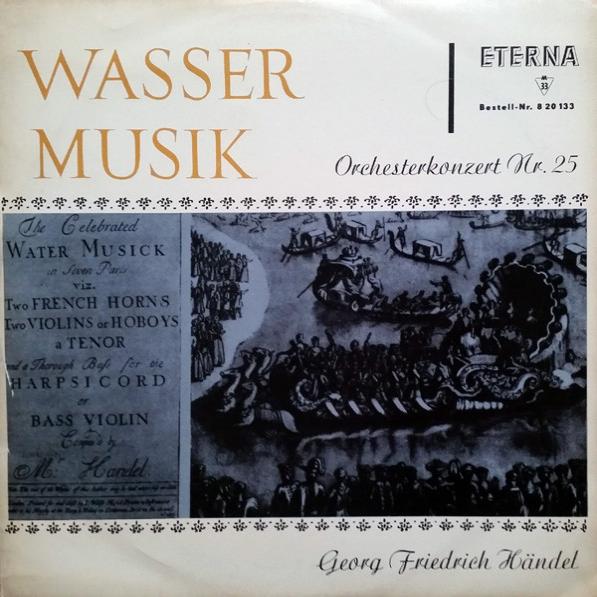 WASSER
MUSIK
ETERNA
M
33
Bestell-Nr. 8 20 133
Orchesterkonzert Nr. 25
The Celebrated
WATER MUSICK
in Seven Parts
viz.
Two FRENCH HORNS
Two VIOLINS or HOBOYS
a TENOR
and a Thorough Bass for the
HARPSICORD
or
BASS VIOLIN
Compos'd by
Mr. Handel.
Georg Friedrich Händel